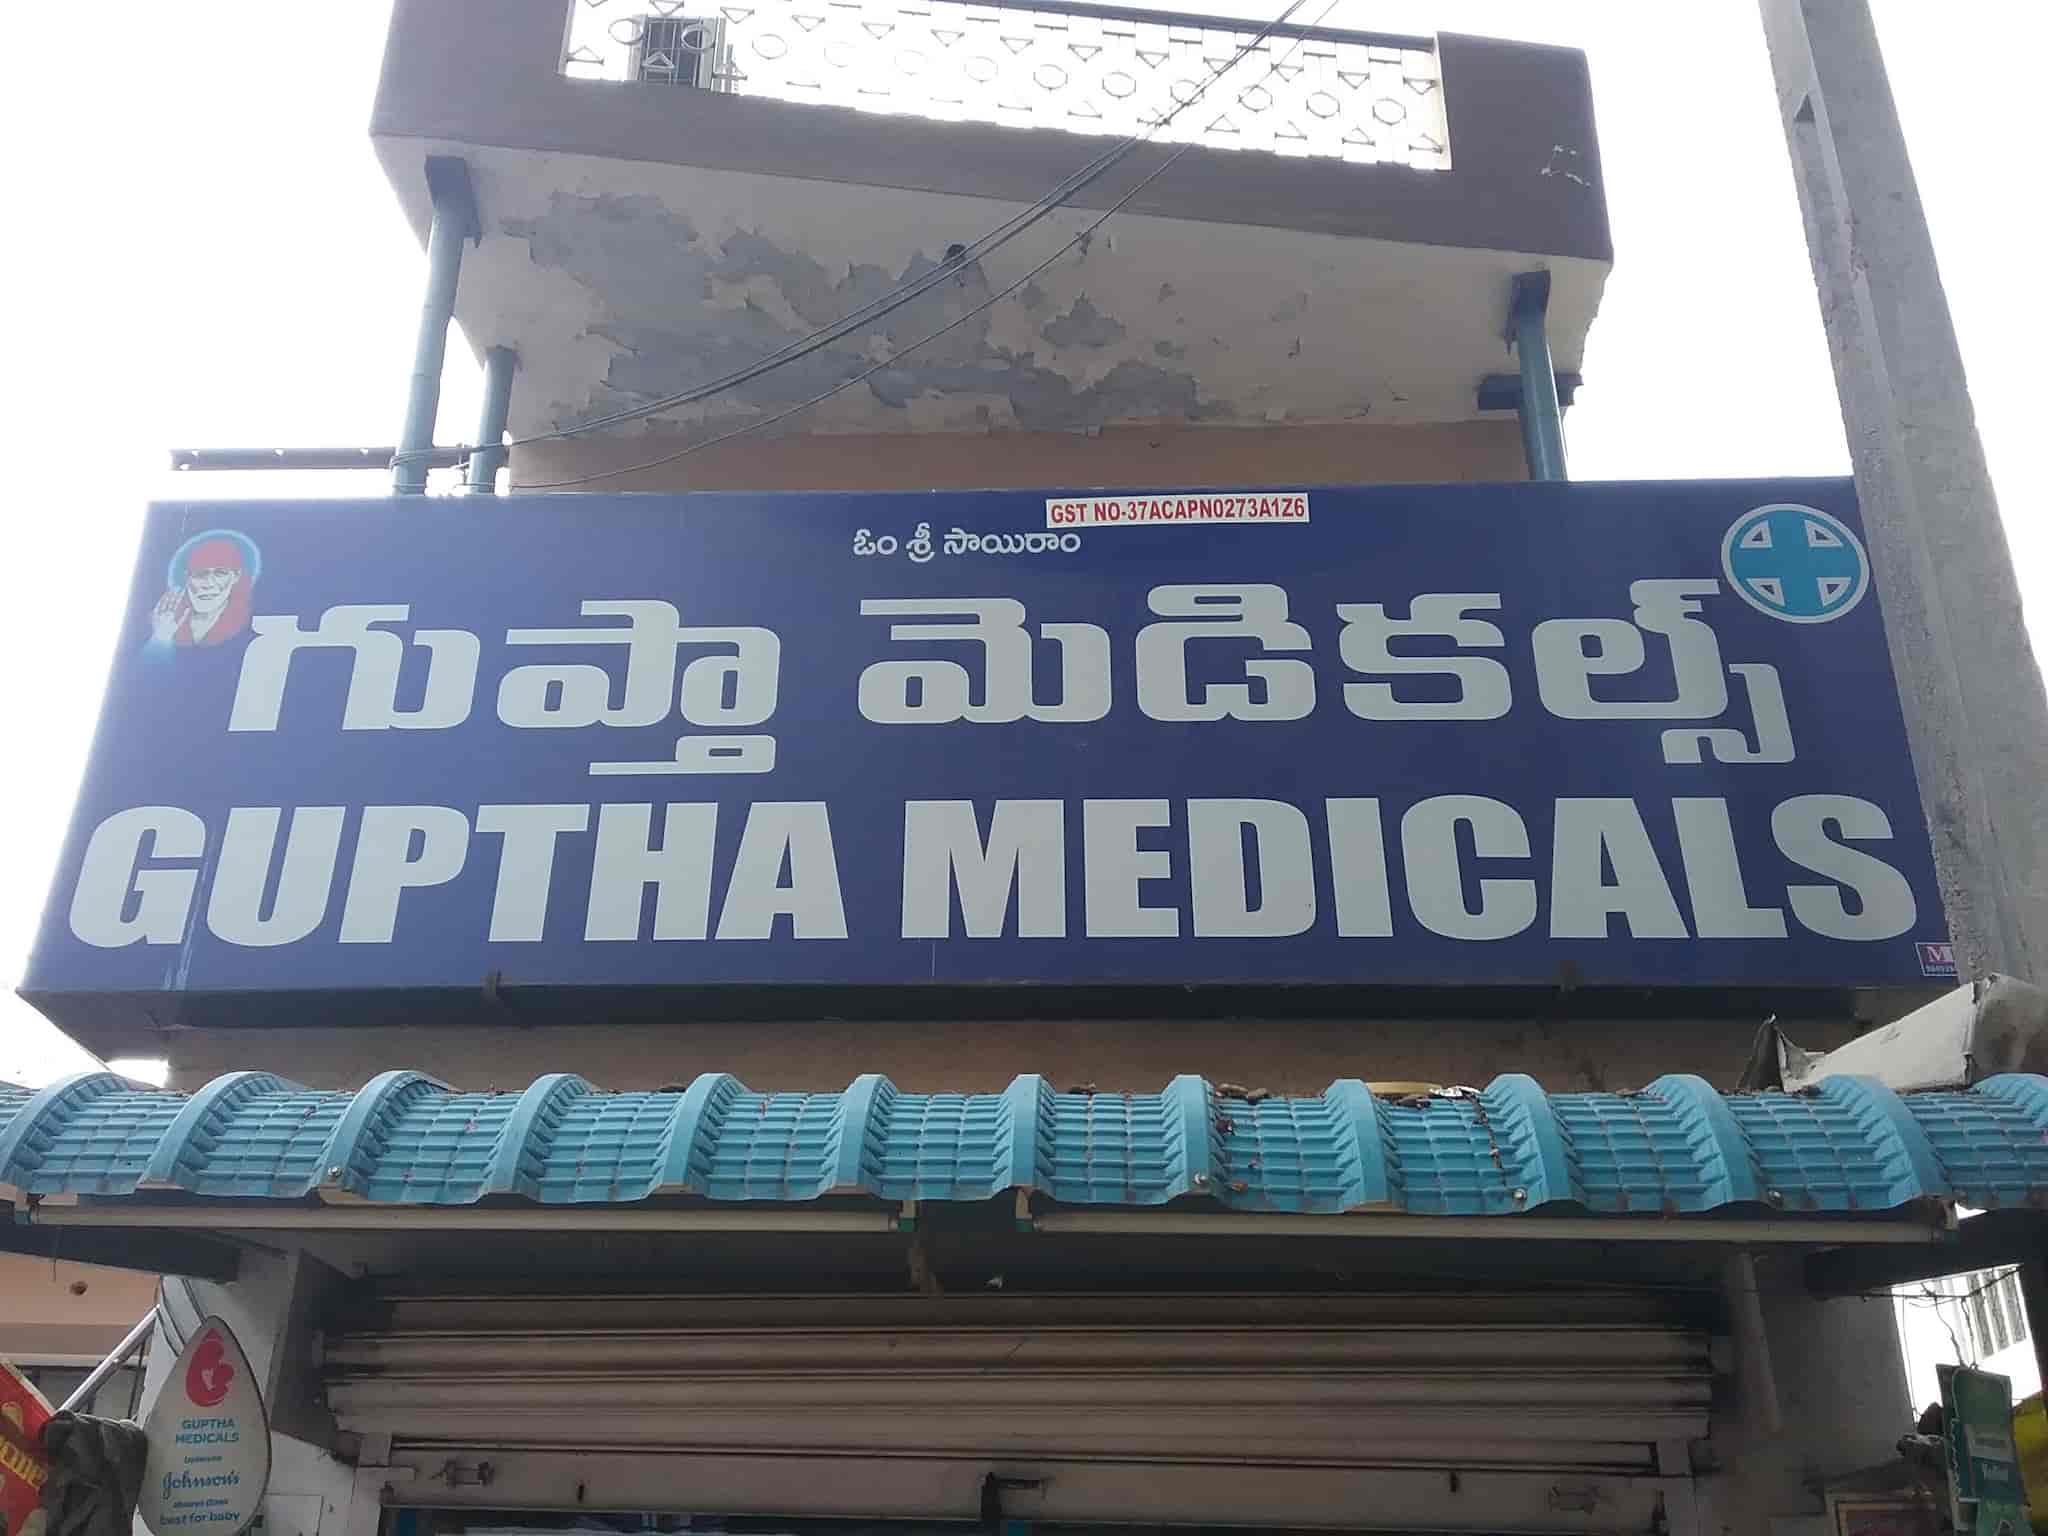 GST NO-37ACAPN0273A1Z6
ఓం శ్రీ సాయిరాం
గుప్తా మెడికల్స్
GUPTHA MEDICALS
GUPTHA
MEDICALS
Johnson's
best for baby